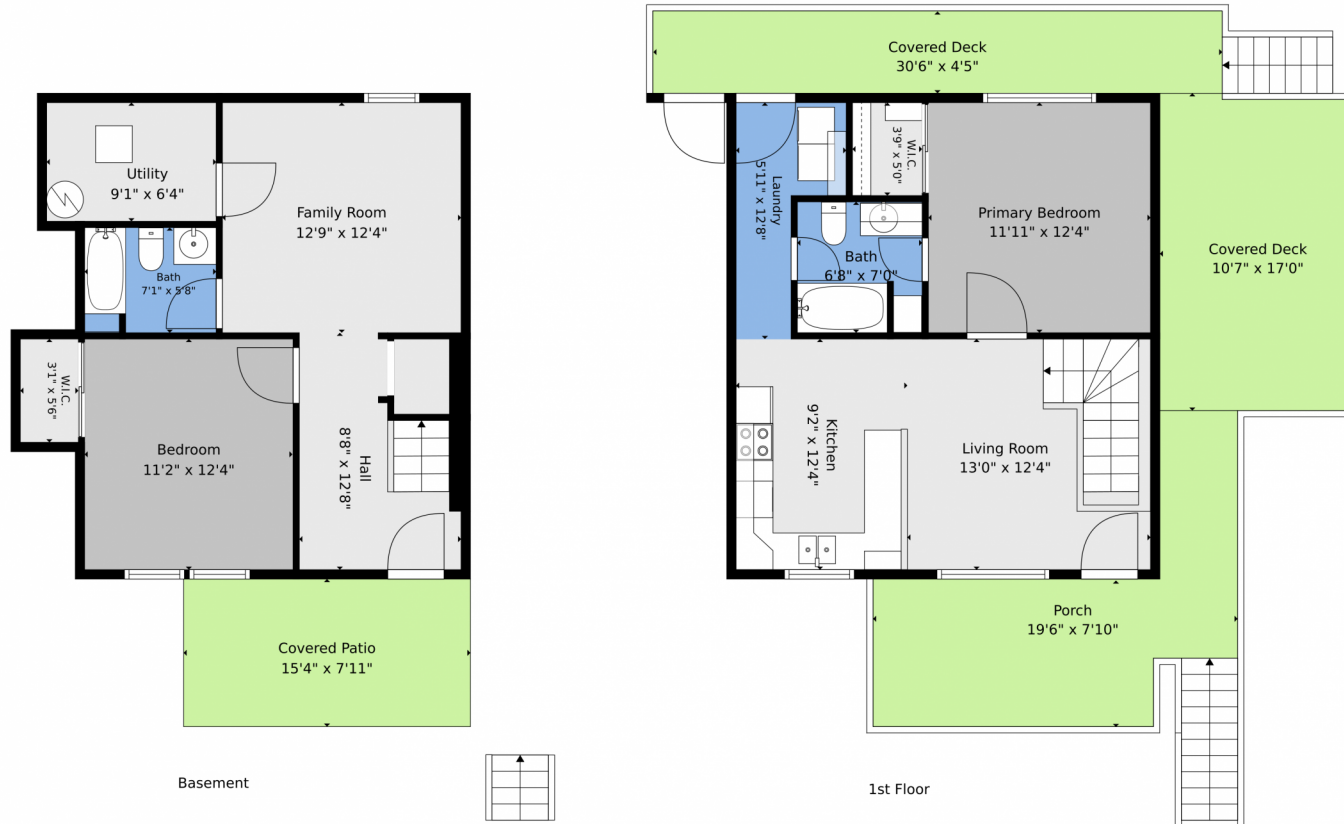 Utility
9'1" x 6'4"
Family Room
12'9" x 12'4"
Bath
7'1" x 5'8"
W.I.C.
3'1" x 5'6"
Bedroom
11'2" x 12'4"
Hall
8'8" x 12'8"
Covered Patio
15'4" x 7'11"
Basement
Covered Deck
30'6" x 4'5"
Laundry
5'11" x 12'8"
W.I.C.
3'9" x 5'0"
Primary Bedroom
11'11" x 12'4"
Bath
6'8" x 7'0"
Covered Deck
10'7" x 17'0"
Kitchen
9'2" x 12'4"
Living Room
13'0" x 12'4"
Porch
19'6" x 7'10"
1st Floor